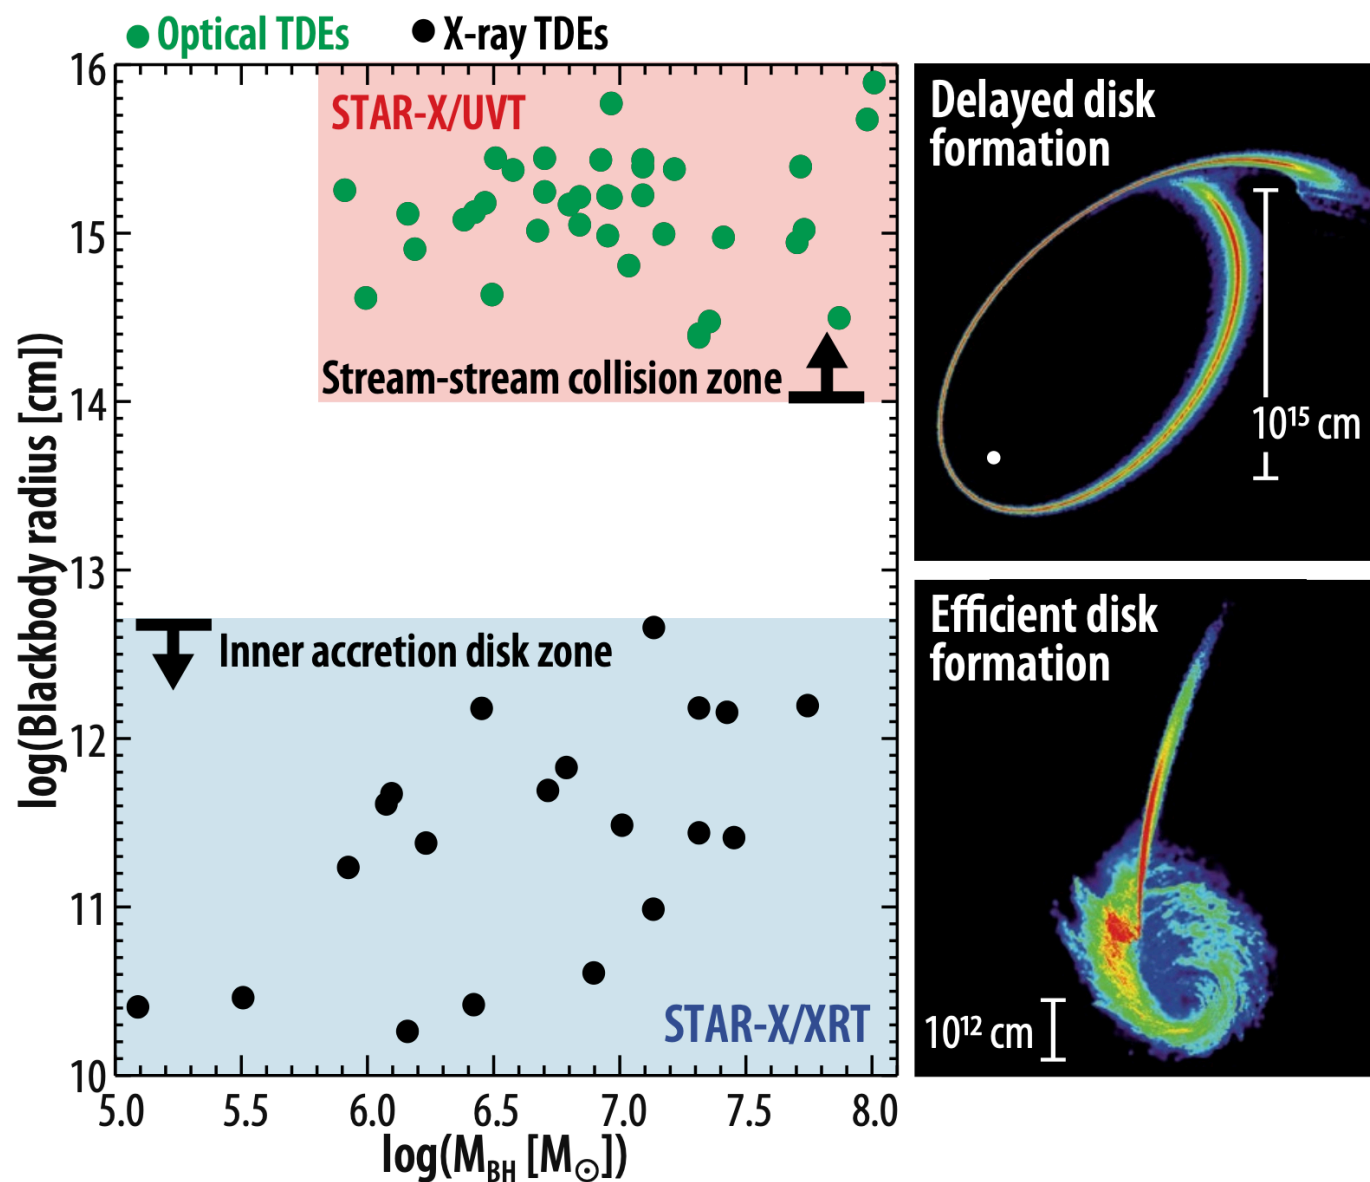 Optical TDEs
X-ray TDEs
16
15
14
13
12
11
10
log(Blackbody radius [cm])
STAR-X/UVT
Stream-stream collision zone
Inner accretion disk zone
STAR-X/XRT
5.0 5.5 6.0 6.5 7.0 7.5 8.0
log(M_BH [M_⊙])
Delayed disk
formation
10¹⁵ cm
Efficient disk
formation
10¹² cm